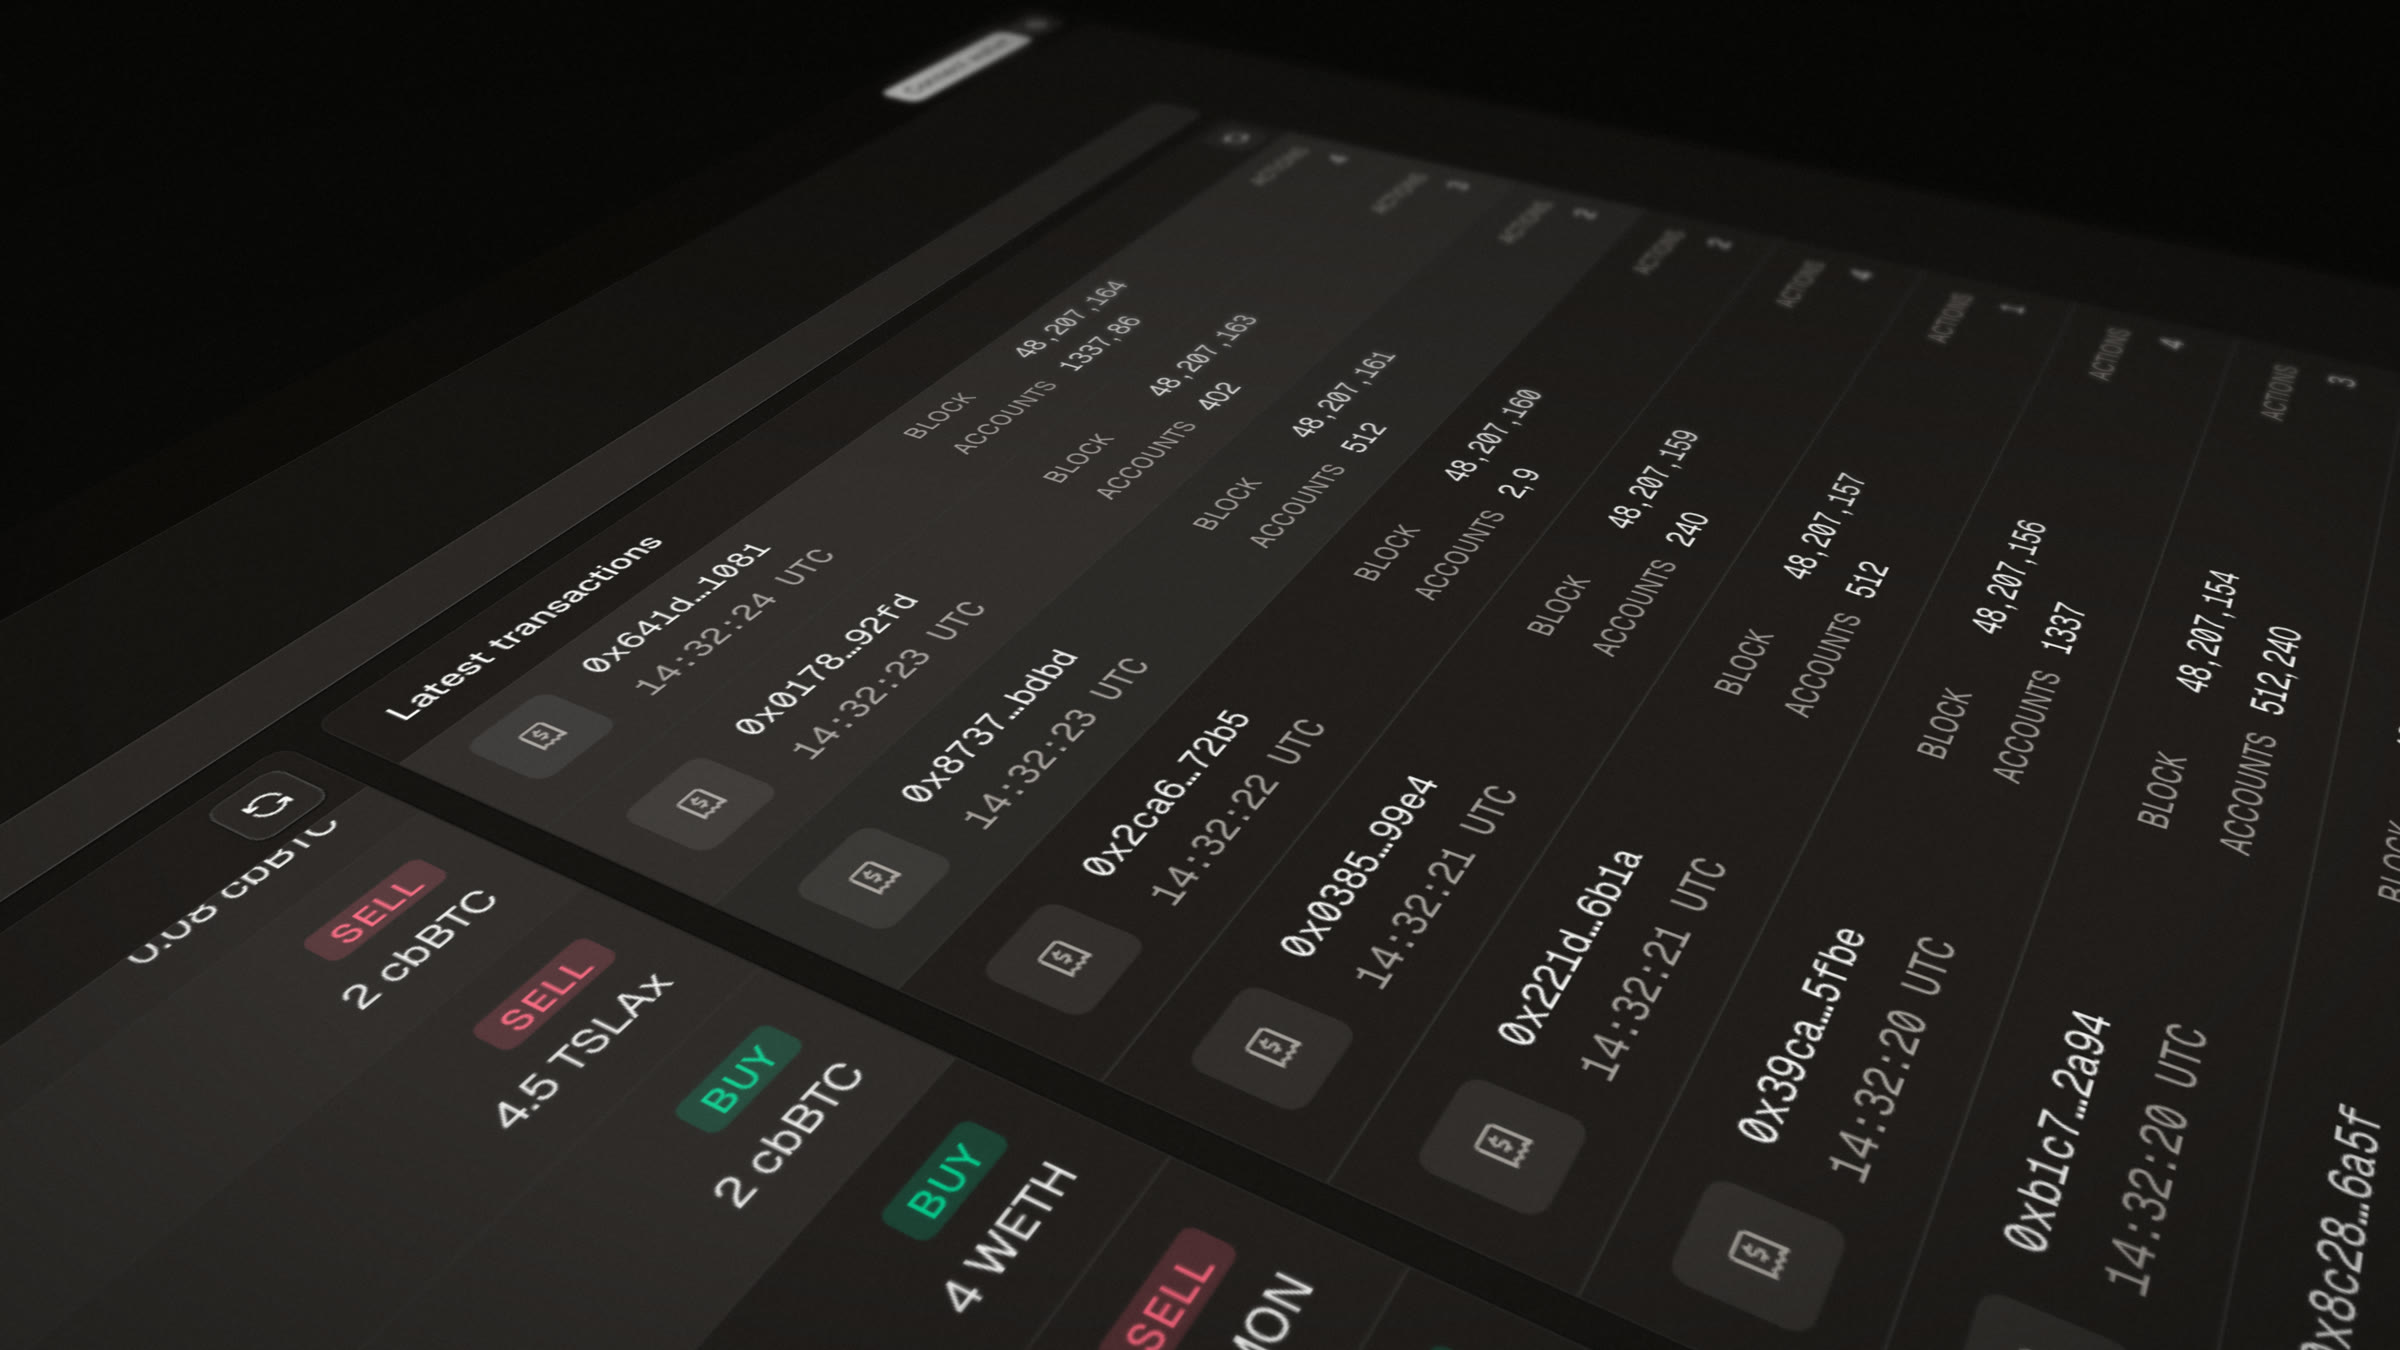 Latest transactions
0x641d…1081
14:32:24 UTC
BLOCK 48,207,164
ACCOUNTS 1337,86
ACTIONS 4
0x0178…92fd
14:32:23 UTC
BLOCK 48,207,163
ACCOUNTS 402
ACTIONS 3
0x8737…bdbd
14:32:23 UTC
BLOCK 48,207,161
ACCOUNTS 512
ACTIONS 2
0x2ca6…72b5
14:32:22 UTC
BLOCK 48,207,160
ACCOUNTS 2,9
ACTIONS 2
0x0385…99e4
14:32:21 UTC
BLOCK 48,207,159
ACCOUNTS 240
ACTIONS 4
0x221d…6b1a
14:32:21 UTC
BLOCK 48,207,157
ACCOUNTS 512
ACTIONS 1
0x39ca…5fbe
14:32:20 UTC
BLOCK 48,207,156
ACCOUNTS 1337
ACTIONS 4
0xb1c7…2a94
14:32:20 UTC
BLOCK 48,207,154
ACCOUNTS 512,240
ACTIONS 3
0x8c28…6a5f
BLOCK
0.08 cbBTC
SELL
2 cbBTC
SELL
4.5 TSLAx
BUY
2 cbBTC
BUY
4 WETH
SELL
MON